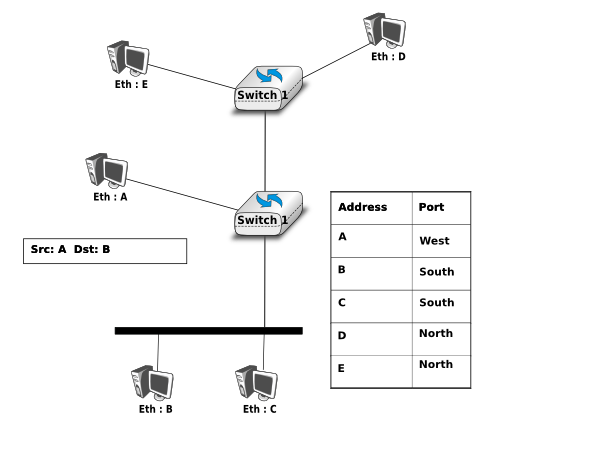 Eth : E
Eth : D
Switch 1
Eth : A
Switch 1
Src: A  Dst: B
Address Port
A West
B South
C South
D North
E North
Eth : B
Eth : C